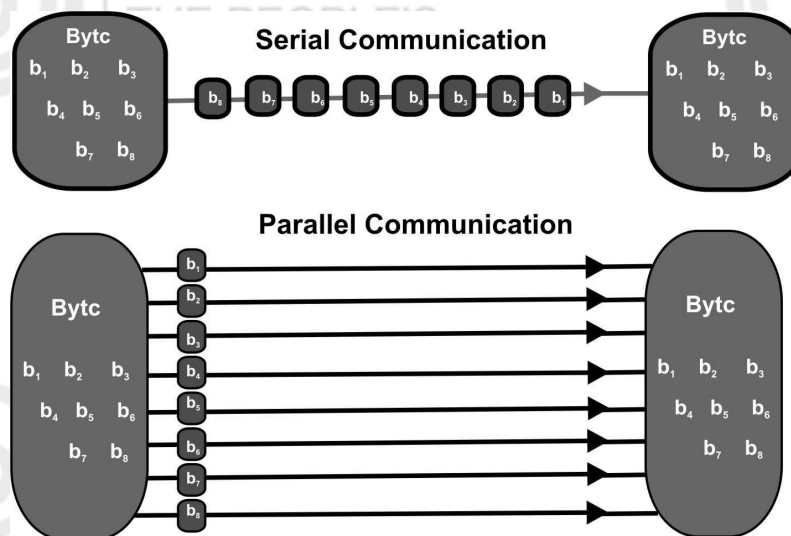 THE PEOPLE'S
Serial Communication
Bytc
b₁ b₂ b₃
b₄ b₅ b₆
b₇ b₈
b₈ b₇ b₆ b₅ b₄ b₃ b₂ b₁
Bytc
b₁ b₂ b₃
b₄ b₅ b₆
b₇ b₈
Parallel Communication
Bytc
b₁ b₂ b₃
b₄ b₅ b₆
b₇ b₈
b₁
b₂
b₃
b₄
b₅
b₆
b₇
b₈
Bytc
b₁ b₂ b₃
b₄ b₅ b₆
b₇ b₈